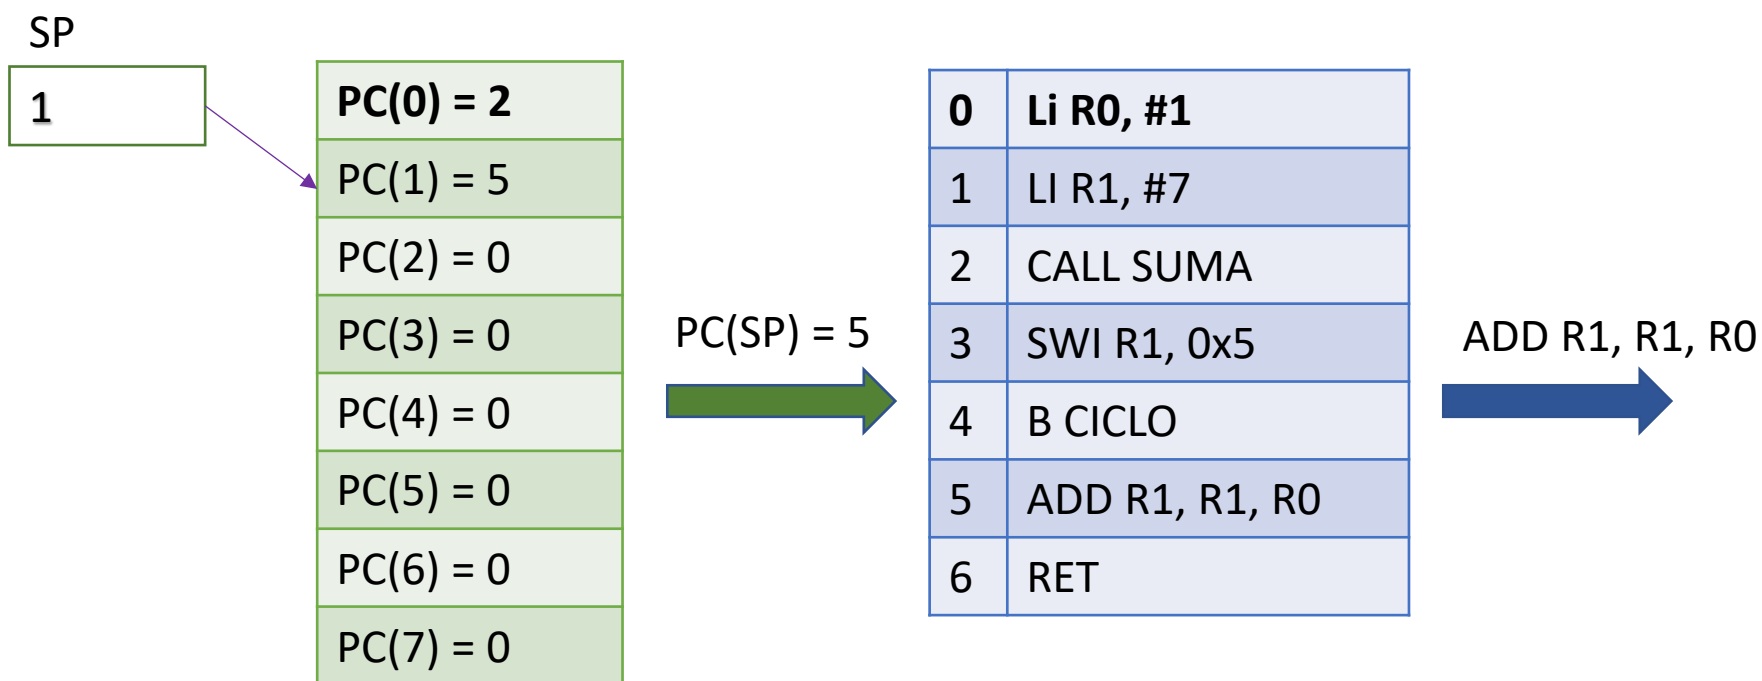 SP
1
PC(0) = 2
PC(1) = 5
PC(2) = 0
PC(3) = 0
PC(4) = 0
PC(5) = 0
PC(6) = 0
PC(7) = 0
PC(SP) = 5
0 Li R0, #1
1 LI R1, #7
2 CALL SUMA
3 SWI R1, 0x5
4 B CICLO
5 ADD R1, R1, R0
6 RET
ADD R1, R1, R0